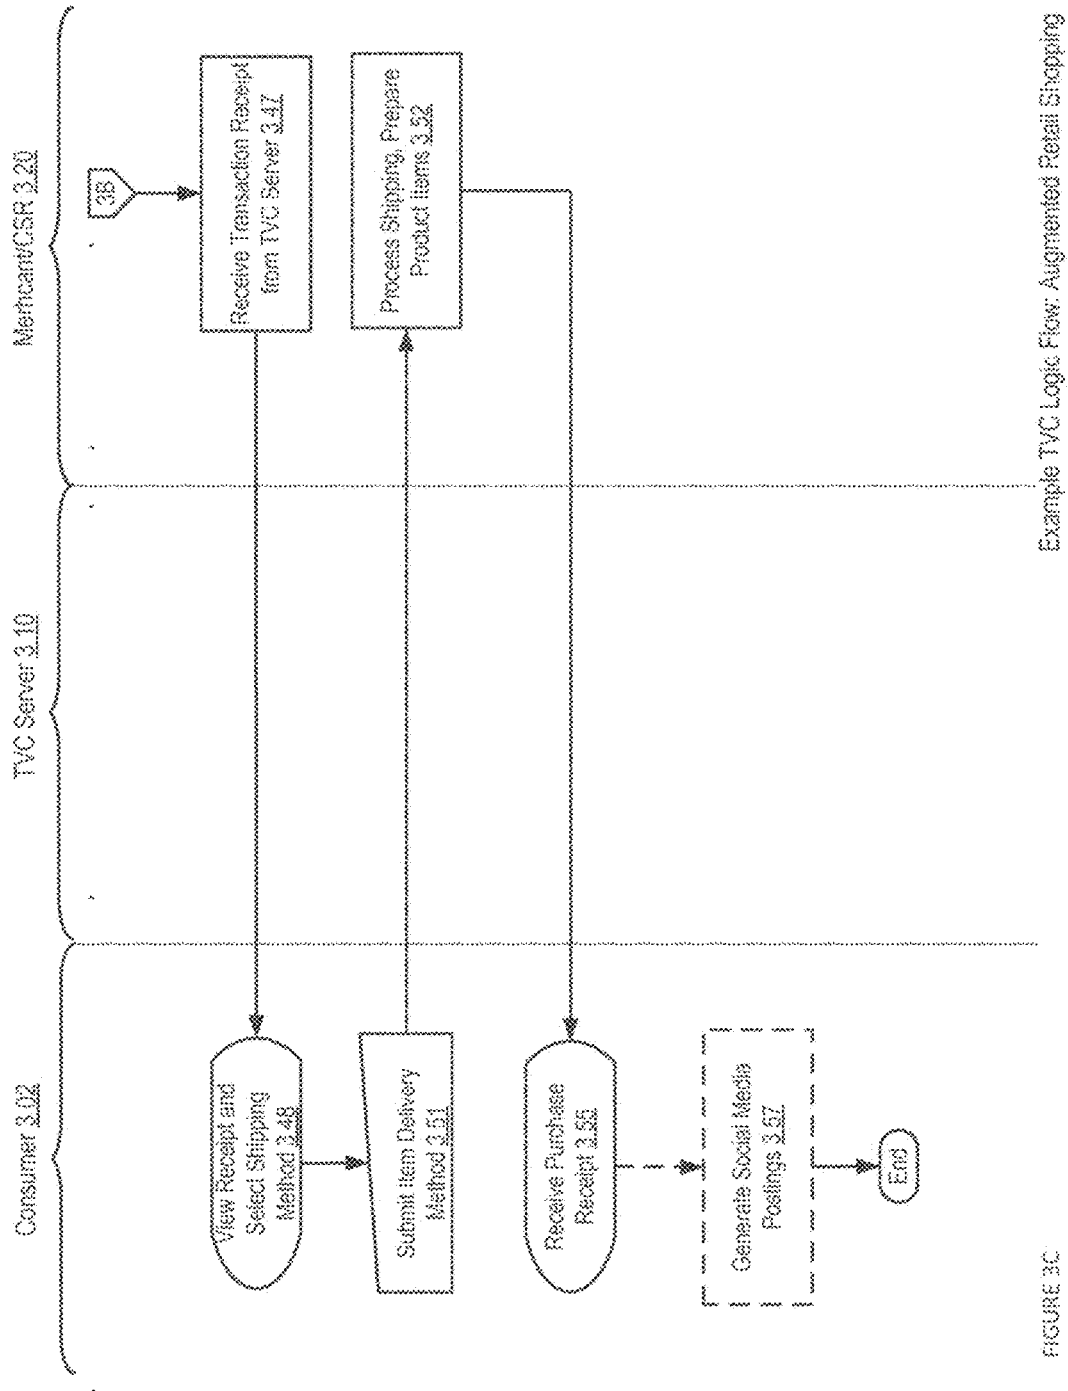 Consumer 3.02
TVC Server 3.10
Merhcant/CSR 3.20
3B
Receive Transaction Receipt
from TVC Server 3.47
View Receipt and
Select Shipping
Method 3.48
Submit Item Delivery
Method 3.51
Process Shipping, Prepare
Product Items 3.52
Receive Purchase
Receipt 3.55
Generate Social Media
Postings 3.57
End
FIGURE 3C
Example TVC Logic Flow: Augmented Retail Shopping